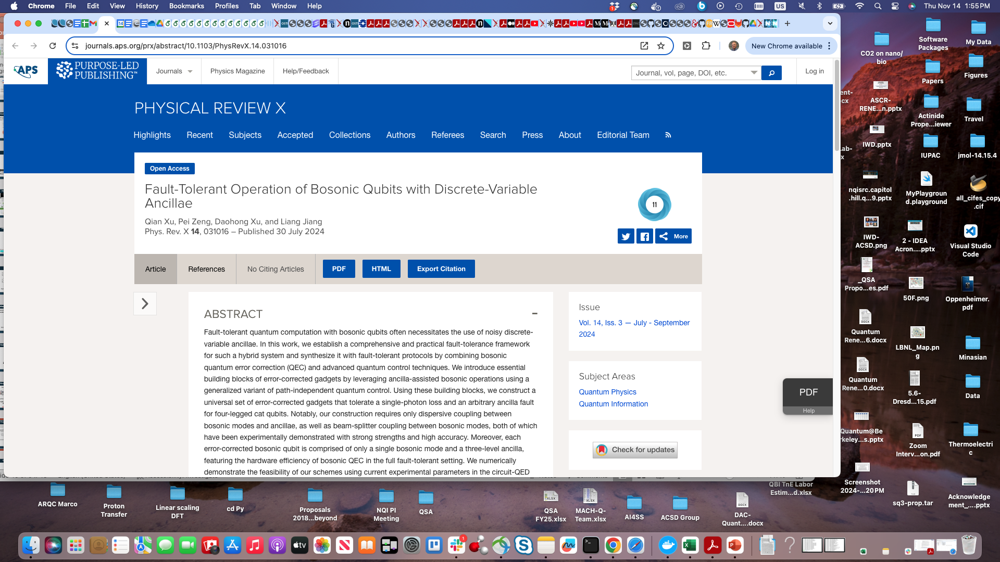 Chrome File Edit View History Bookmarks Profiles Tab Window Help
US Thu Nov 14 1:55 PM
journals.aps.org/prx/abstract/10.1103/PhysRevX.14.031016
New Chrome available
APS
PURPOSE-LED PUBLISHING™
Journals
Physics Magazine
Help/Feedback
Journal, vol, page, DOI, etc.
Log in
PHYSICAL REVIEW X
Highlights Recent Subjects Accepted Collections Authors Referees Search Press About Editorial Team
Open Access
Fault-Tolerant Operation of Bosonic Qubits with Discrete-Variable
Ancillae
11
Qian Xu, Pei Zeng, Daohong Xu, and Liang Jiang
Phys. Rev. X 14, 031016 – Published 30 July 2024
More
Article References No Citing Articles PDF HTML Export Citation
ABSTRACT
Fault-tolerant quantum computation with bosonic qubits often necessitates the use of noisy discrete-
variable ancillae. In this work, we establish a comprehensive and practical fault-tolerance framework
for such a hybrid system and synthesize it with fault-tolerant protocols by combining bosonic
quantum error correction (QEC) and advanced quantum control techniques. We introduce essential
building blocks of error-corrected gadgets by leveraging ancilla-assisted bosonic operations using a
generalized variant of path-independent quantum control. Using these building blocks, we construct a
universal set of error-corrected gadgets that tolerate a single-photon loss and an arbitrary ancilla fault
for four-legged cat qubits. Notably, our construction requires only dispersive coupling between
bosonic modes and ancillae, as well as beam-splitter coupling between bosonic modes, both of which
have been experimentally demonstrated with strong strengths and high accuracy. Moreover, each
error-corrected bosonic qubit is comprised of only a single bosonic mode and a three-level ancilla,
featuring the hardware efficiency of bosonic QEC in the full fault-tolerant setting. We numerically
demonstrate the feasibility of our schemes using current experimental parameters in the circuit-QED
Issue
Vol. 14, Iss. 3 — July - September
2024
Subject Areas
Quantum Physics
Quantum Information
Check for updates
PDF
Help
CO2 on nano/
bio
Software
Packages
My Data
Papers
Figures
ASCR-
RENE...n.pptx
Actinide
Prope...iewer
Travel
IWD.pptx
IUPAC
jmol-14.15.4
nqisrc.capitol
.hill.q...9.pptx
MyPlaygroun
d.playground
all_cifes_copy
.cif
IWD-
ACSD.png
2 - IDEA
Acron....pptx
Visual Studio
Code
_QSA
Propo...es.pdf
50F.png
Oppenheimer.
pdf
Quantum
Rene...6.docx
LBNL_Map.pn
g
Minasian
Quantum
Rene...0.docx
5.6-
Dresd...15.pdf
Data
Quantum@Be
rkeley...s.pptx
Zoom
Interv...on.pdf
Thermoelectri
c
Screenshot
2024-...20 PM
sq3-prop.tar
Acknowledge
ment_....pptx
QBI TnE Labor
Estim...d.xlsx
ARQC Marco
Proton
Transfer
Linear scaling
DFT
cd Py
Proposals
2018...beyond
NQI PI
Meeting
QSA
QSA
FY25.xlsx
MACH-Q-
Team.xlsx
AI4SS
ACSD Group
DAC-
Quant....docx
tv